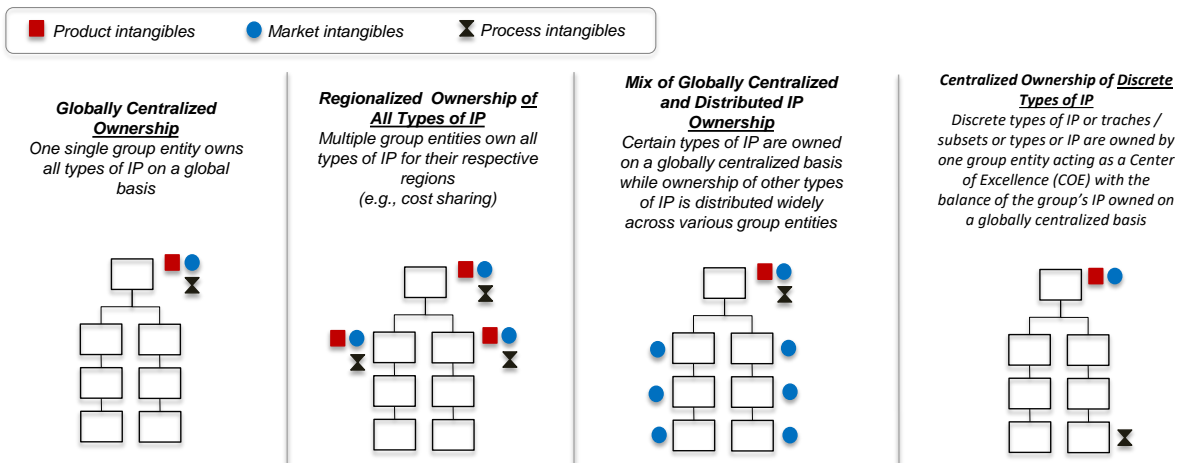 Product intangibles
Market intangibles
Process intangibles
Globally Centralized
Ownership
One single group entity owns
all types of IP on a global
basis
Regionalized Ownership of
All Types of IP
Multiple group entities own all
types of IP for their respective
regions
(e.g., cost sharing)
Mix of Globally Centralized
and Distributed IP
Ownership
Certain types of IP are owned
on a globally centralized basis
while ownership of other types
of IP is distributed widely
across various group entities
Centralized Ownership of Discrete
Types of IP
Discrete types of IP or traches /
subsets or types or IP are owned by
one group entity acting as a Center
of Excellence (COE) with the
balance of the group's IP owned on
a globally centralized basis